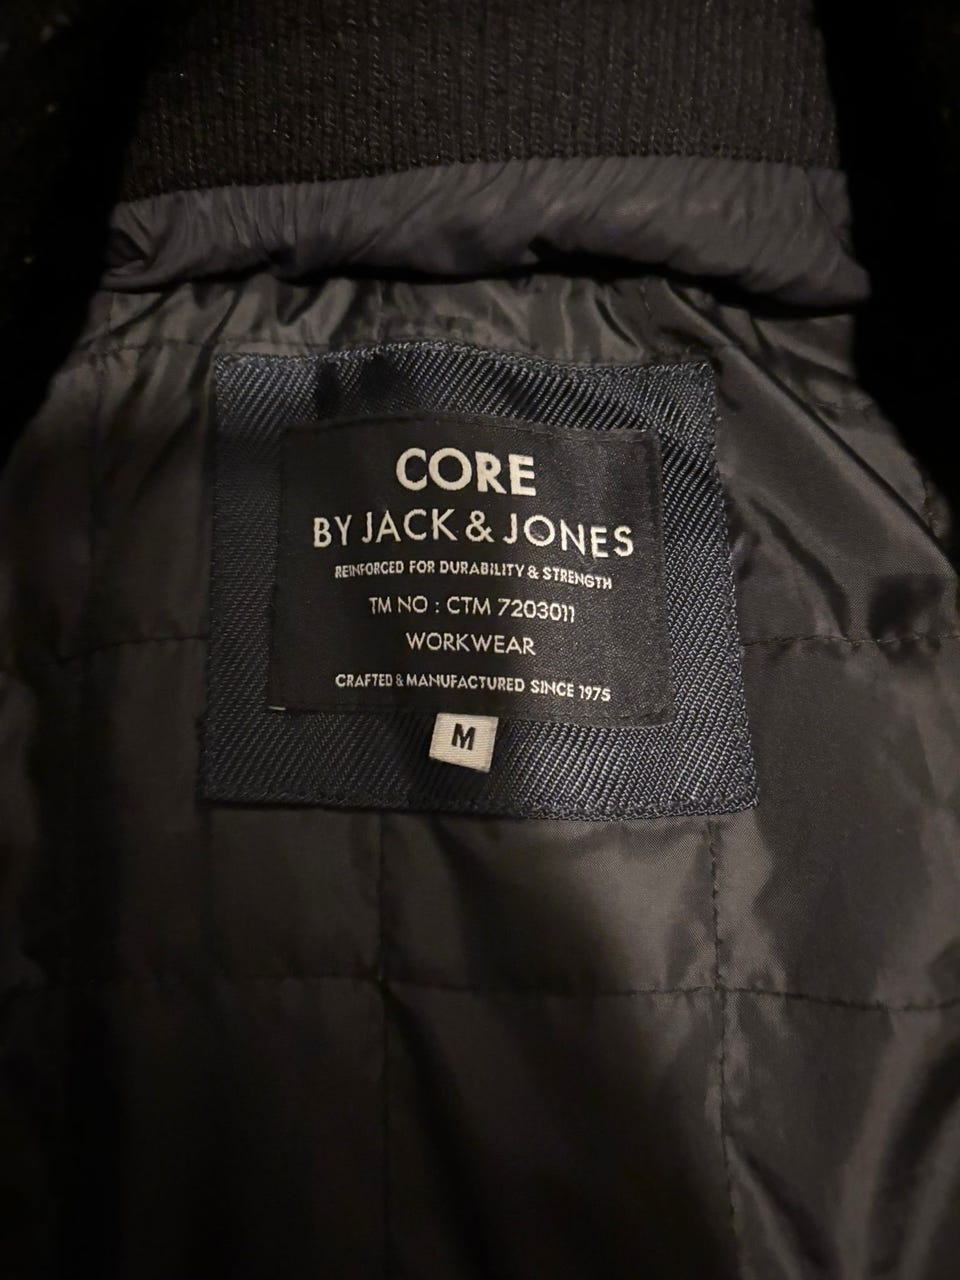 CORE
BY JACK & JONES
REINFORCED FOR DURABILITY & STRENGTH
TM NO : CTM 7203011
WORKWEAR
CRAFTED & MANUFACTURED SINCE 1975
M